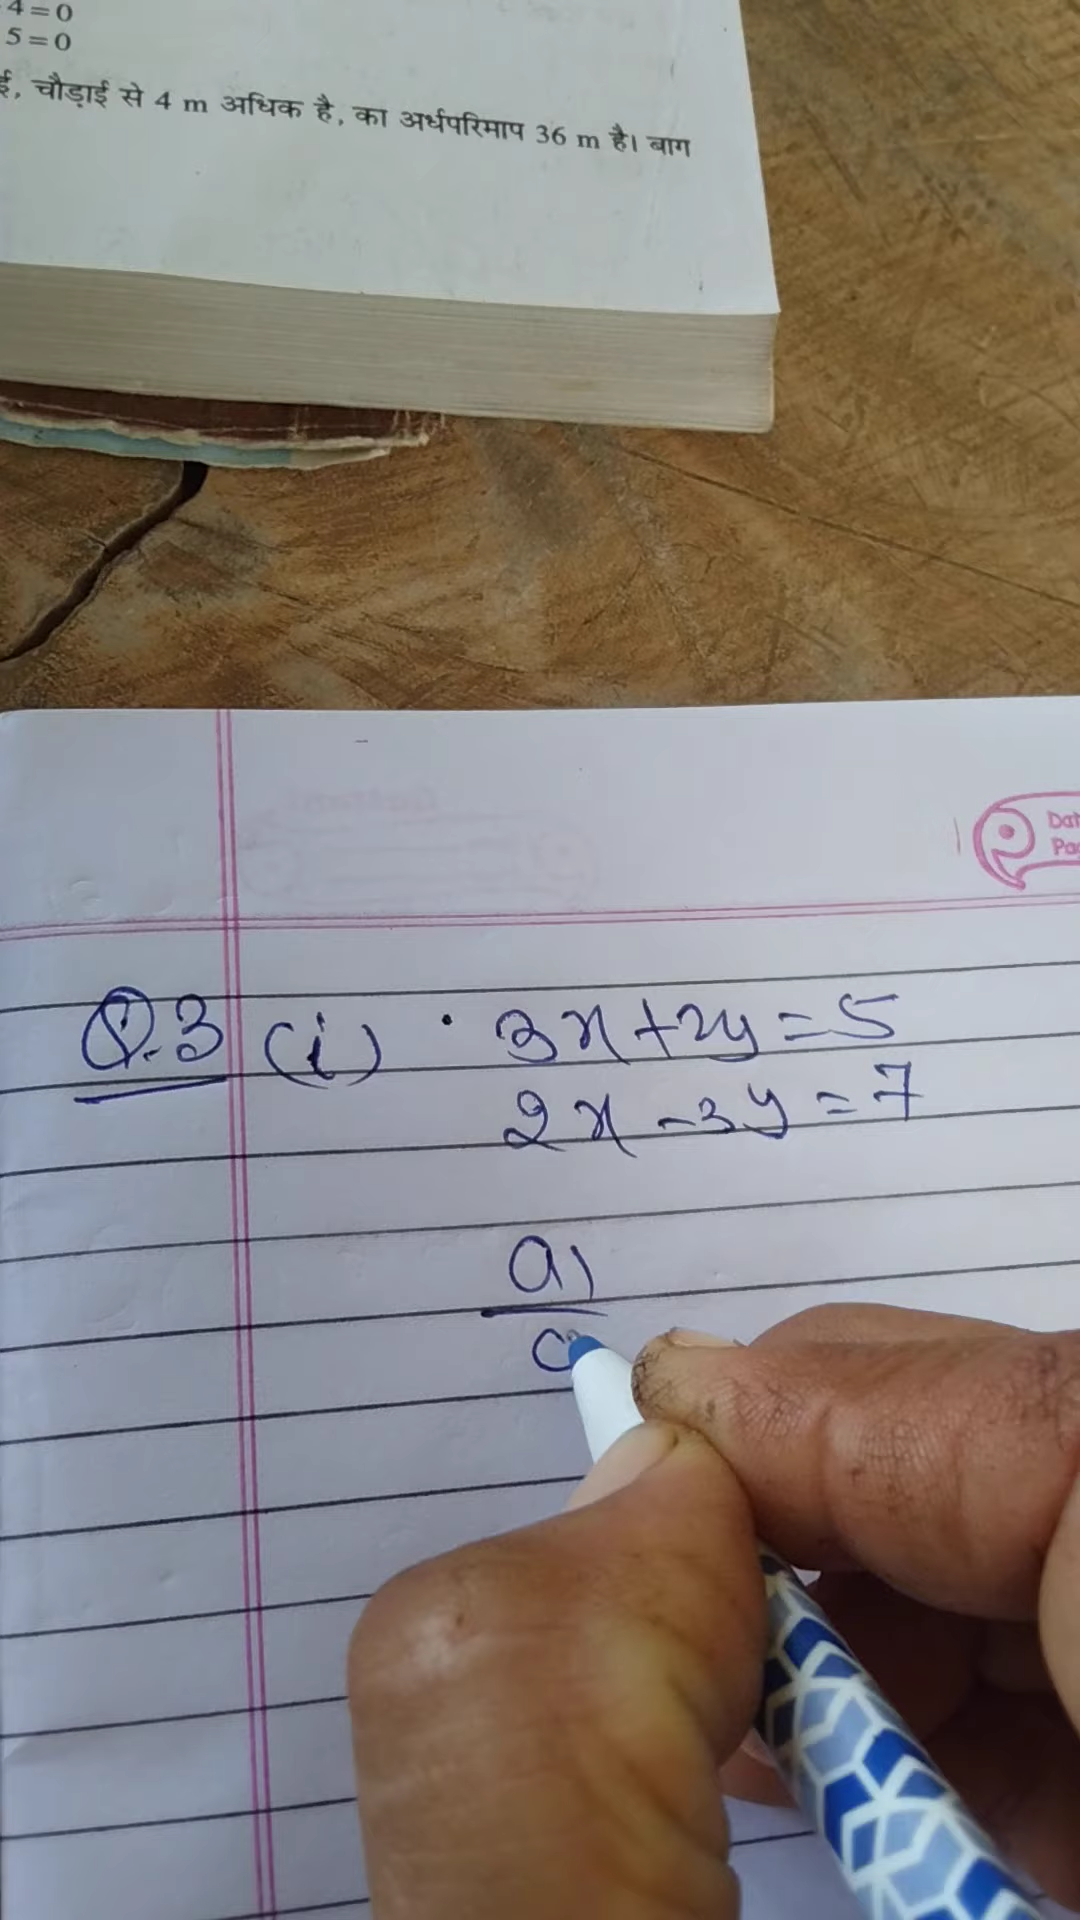 4=0
5=0
ई, चौड़ाई से 4 m अधिक है, का अर्धपरिमाप 36 m है। बाग
Q.3 (i) · 3x+2y=5
2x-3y=7
a1